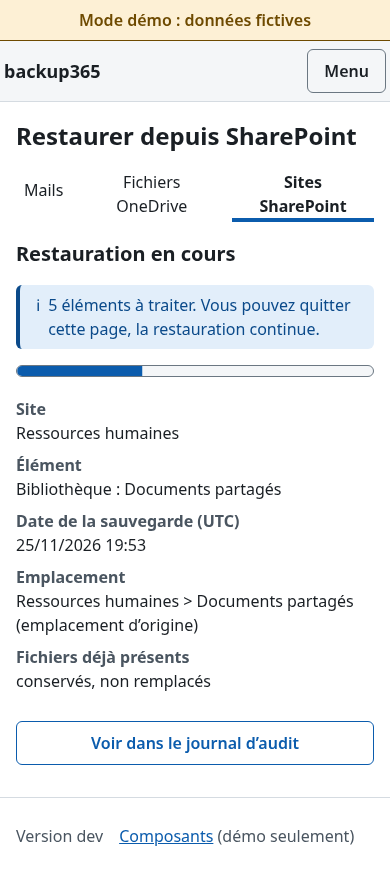 Mode démo : données fictives
backup365
Menu
Restaurer depuis SharePoint
Mails
Fichiers
OneDrive
Sites
SharePoint
Restauration en cours
i 5 éléments à traiter. Vous pouvez quitter
cette page, la restauration continue.
Site
Ressources humaines
Élément
Bibliothèque : Documents partagés
Date de la sauvegarde (UTC)
25/11/2026 19:53
Emplacement
Ressources humaines > Documents partagés
(emplacement d’origine)
Fichiers déjà présents
conservés, non remplacés
Voir dans le journal d’audit
Version dev Composants (démo seulement)